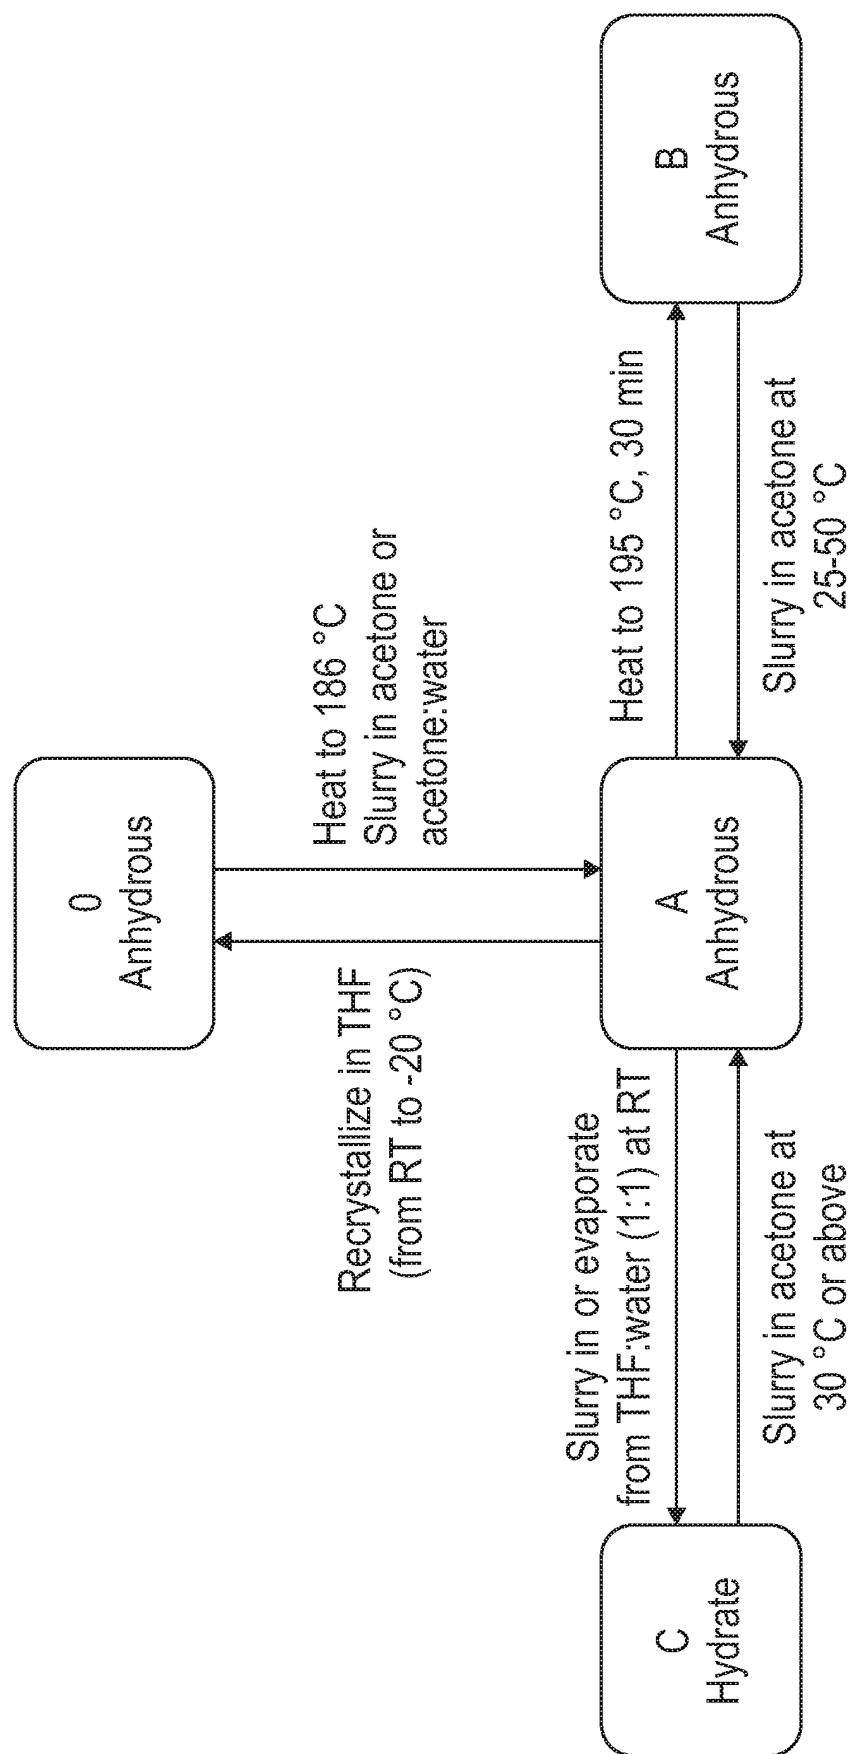 0
Anhydrous
Recrystallize in THF
(from RT to -20 °C)
Heat to 186 °C
Slurry in acetone or
acetone:water
C
Hydrate
Slurry in or evaporate
from THF:water (1:1) at RT
Slurry in acetone at
30 °C or above
A
Anhydrous
Heat to 195 °C, 30 min
Slurry in acetone at
25-50 °C
B
Anhydrous